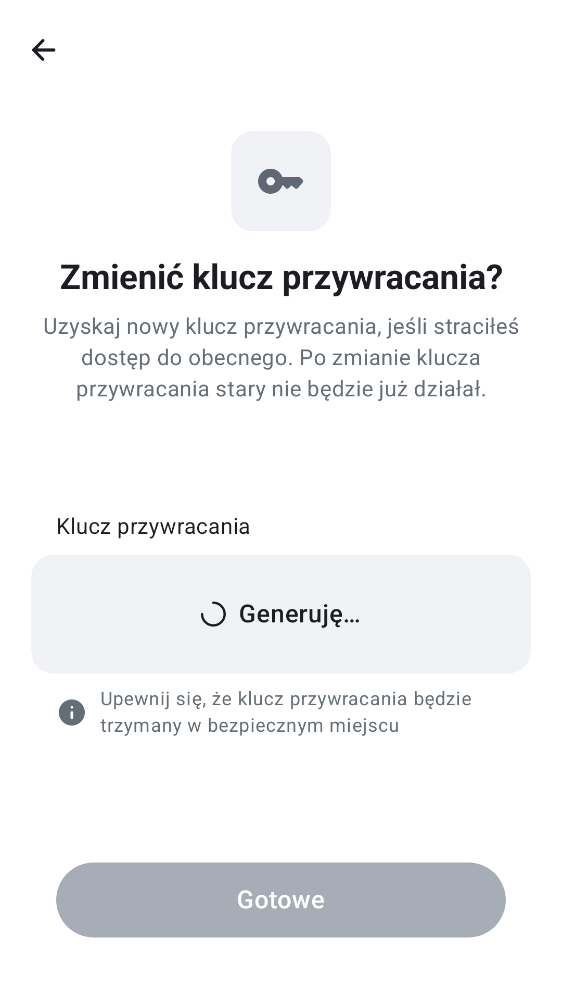 Zmienić klucz przywracania?
Uzyskaj nowy klucz przywracania, jeśli straciłeś
dostęp do obecnego. Po zmianie klucza
przywracania stary nie będzie już działał.
Klucz przywracania
Generuję…
Upewnij się, że klucz przywracania będzie
trzymany w bezpiecznym miejscu
Gotowe